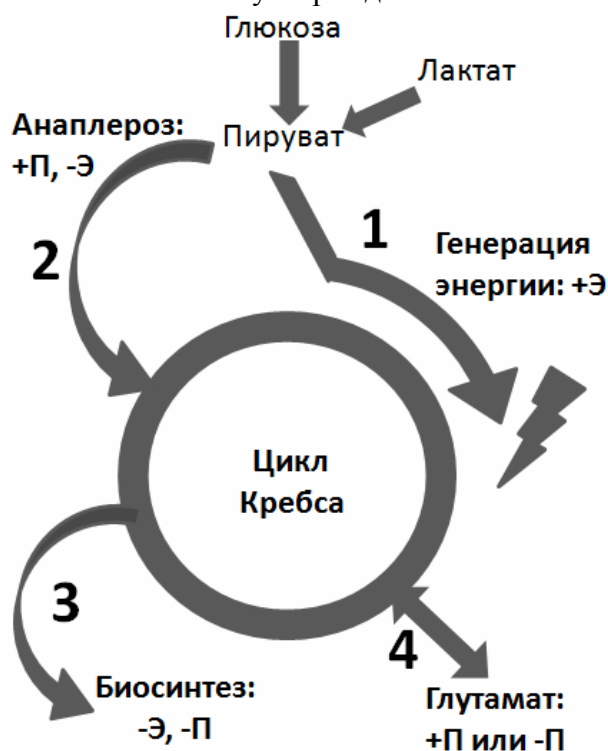 Глюкоза
Лактат
Анаплероз:
+П, -Э
Пируват
1
Генерация
энергии: +Э
2
Цикл
Кребса
3
4
Биосинтез:
-Э, -П
Глутамат:
+П или -П